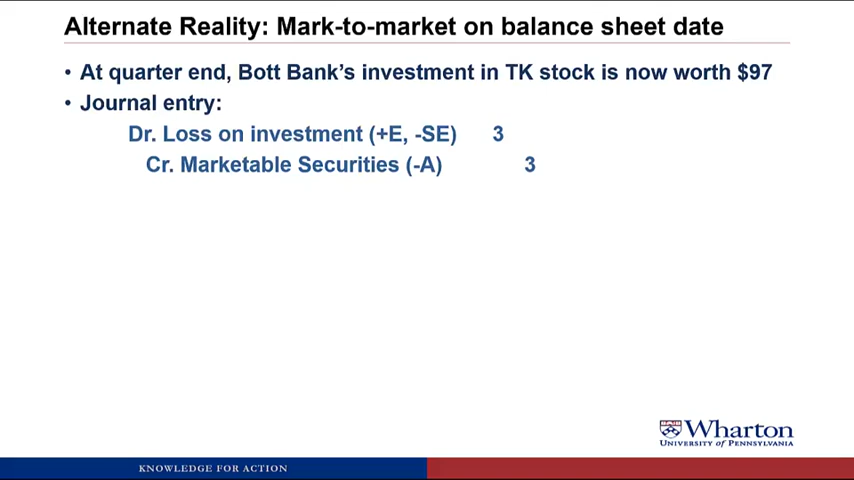 Alternate Reality: Mark-to-market on balance sheet date
• At quarter end, Bott Bank's investment in TK stock is now worth $97
• Journal entry:
Dr. Loss on investment (+E, -SE) 3
Cr. Marketable Securities (-A) 3
Wharton
UNIVERSITY of PENNSYLVANIA
KNOWLEDGE FOR ACTION